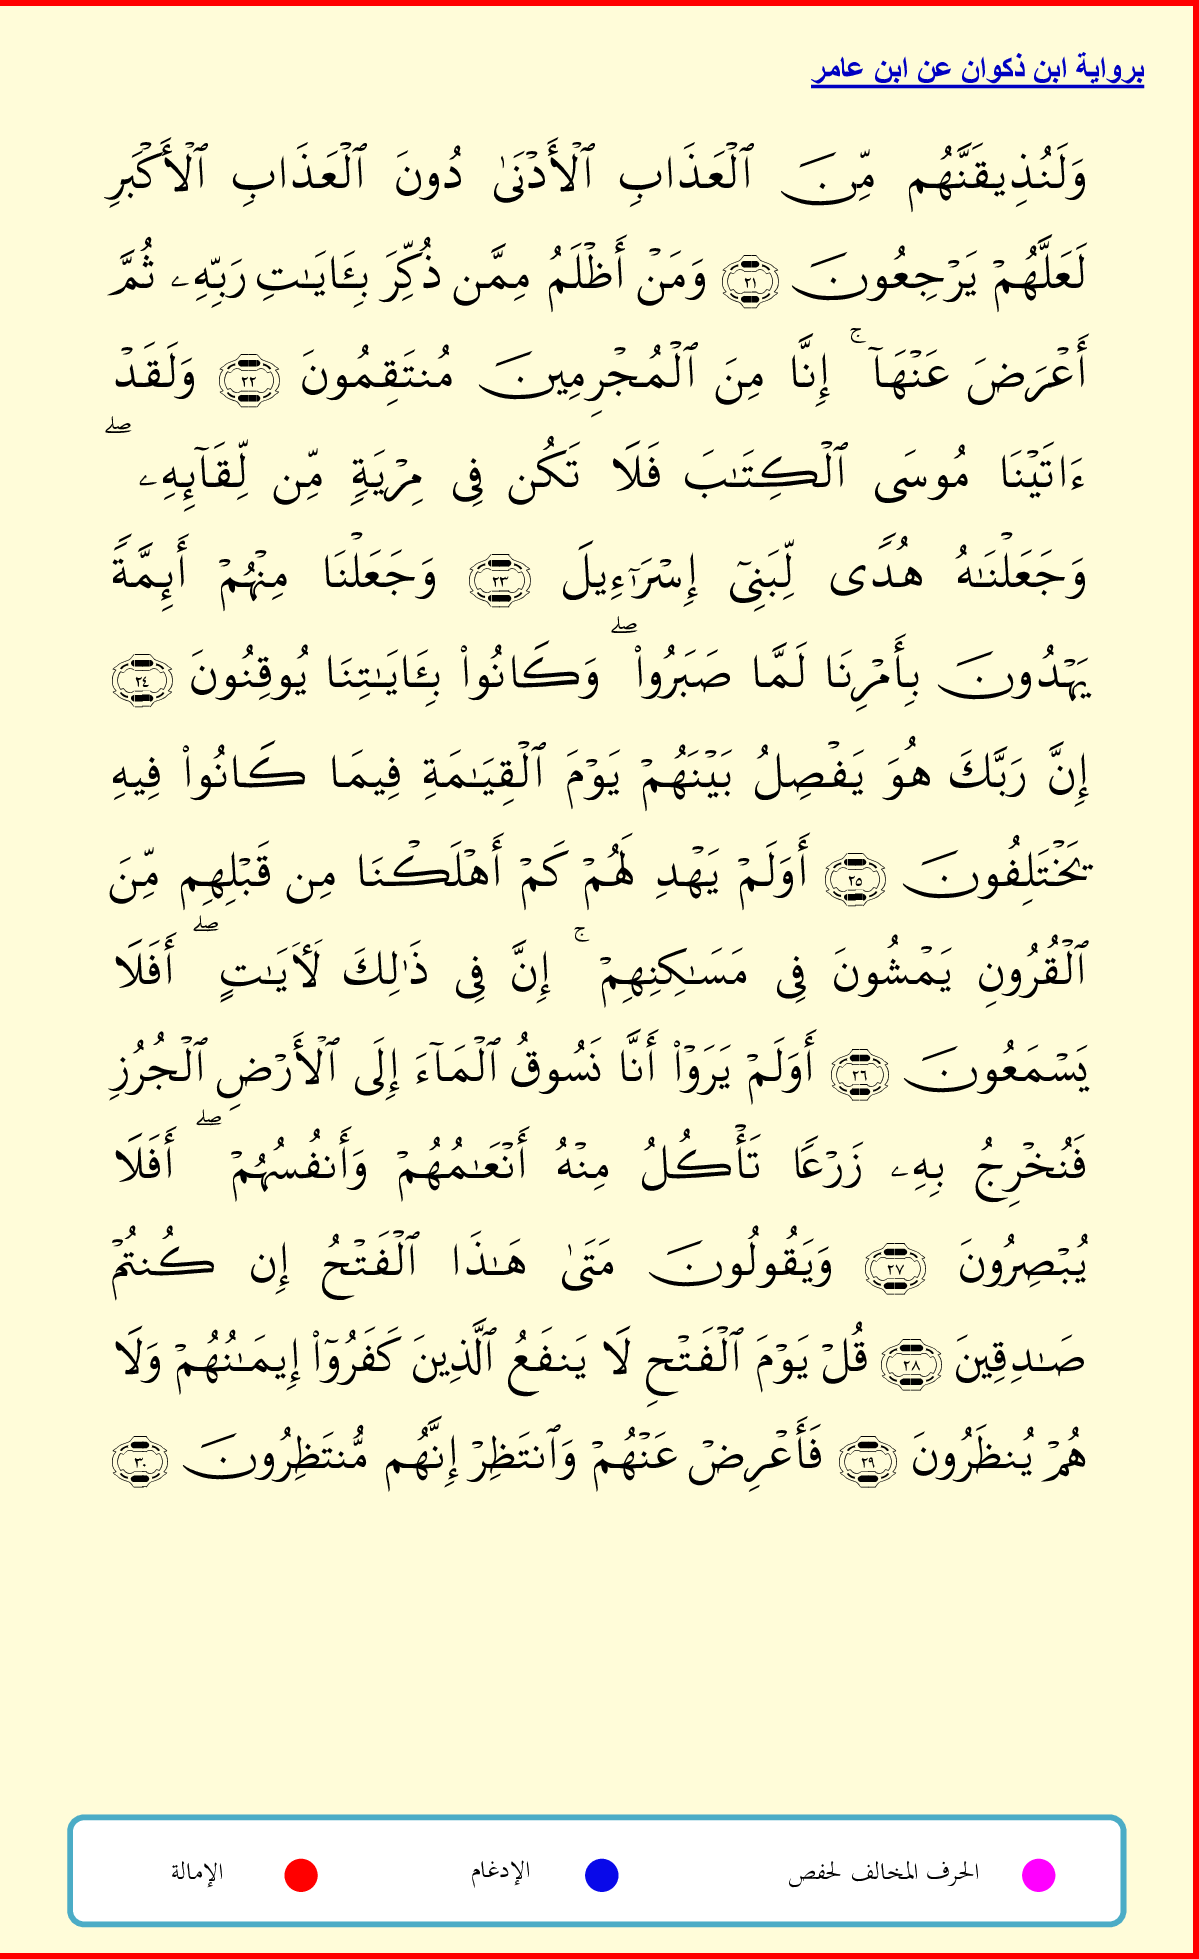 برواية ابن ذكوان عن ابن عامر
وَلَنُذِيقَنَّهُم مِّنَ ٱلْعَذَابِ ٱلْأَدْنَىٰ دُونَ ٱلْعَذَابِ ٱلْأَكْبَرِ
لَعَلَّهُمْ يَرْجِعُونَ ٢١ وَمَنْ أَظْلَمُ مِمَّن ذُكِّرَ بِـَٔايَـٰتِ رَبِّهِۦ ثُمَّ
أَعْرَضَ عَنْهَآ ۚ إِنَّا مِنَ ٱلْمُجْرِمِينَ مُنتَقِمُونَ ٢٢ وَلَقَدْ
ءَاتَيْنَا مُوسَى ٱلْكِتَـٰبَ فَلَا تَكُن فِى مِرْيَةٍ مِّن لِّقَآئِهِۦ ۖ
وَجَعَلْنَـٰهُ هُدًى لِّبَنِىٓ إِسْرَٰٓءِيلَ ٢٣ وَجَعَلْنَا مِنْهُمْ أَئِمَّةً
يَهْدُونَ بِأَمْرِنَا لَمَّا صَبَرُوا۟ ۖ وَكَانُوا۟ بِـَٔايَـٰتِنَا يُوقِنُونَ ٢٤
إِنَّ رَبَّكَ هُوَ يَفْصِلُ بَيْنَهُمْ يَوْمَ ٱلْقِيَـٰمَةِ فِيمَا كَانُوا۟ فِيهِ
يَخْتَلِفُونَ ٢٥ أَوَلَمْ يَهْدِ لَهُمْ كَمْ أَهْلَكْنَا مِن قَبْلِهِم مِّنَ
ٱلْقُرُونِ يَمْشُونَ فِى مَسَـٰكِنِهِمْ ۚ إِنَّ فِى ذَٰلِكَ لَـَٔايَـٰتٍ ۖ أَفَلَا
يَسْمَعُونَ ٢٦ أَوَلَمْ يَرَوْا۟ أَنَّا نَسُوقُ ٱلْمَآءَ إِلَى ٱلْأَرْضِ ٱلْجُرُزِ
فَنُخْرِجُ بِهِۦ زَرْعًا تَأْكُلُ مِنْهُ أَنْعَـٰمُهُمْ وَأَنفُسُهُمْ ۖ أَفَلَا
يُبْصِرُونَ ٢٧ وَيَقُولُونَ مَتَىٰ هَـٰذَا ٱلْفَتْحُ إِن كُنتُمْ
صَـٰدِقِينَ ٢٨ قُلْ يَوْمَ ٱلْفَتْحِ لَا يَنفَعُ ٱلَّذِينَ كَفَرُوٓا۟ إِيمَـٰنُهُمْ وَلَا
هُمْ يُنظَرُونَ ٢٩ فَأَعْرِضْ عَنْهُمْ وَٱنتَظِرْ إِنَّهُم مُّنتَظِرُونَ ٣٠
الحرف المخالف لحفص الإدغام الإمالة